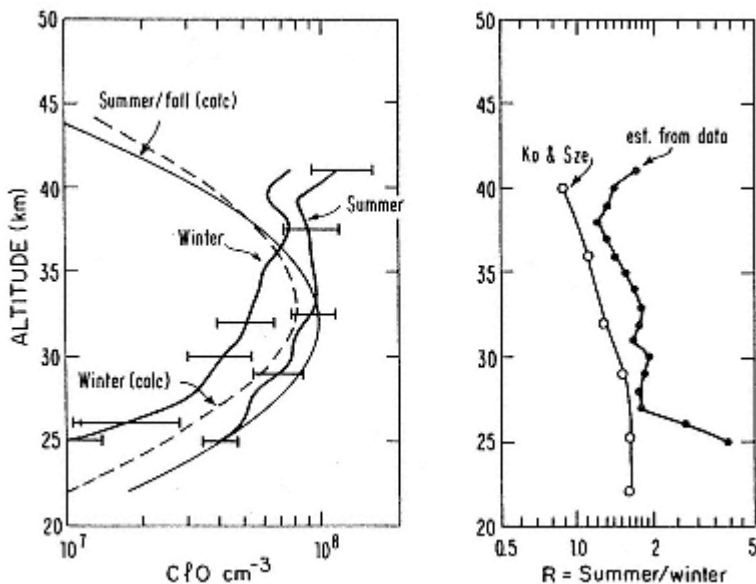 50
45
40
35
30
25
20
ALTITUDE (km)
Summer/fall (calc)
Summer
Winter
Winter (calc)
10⁷
10⁸
CℓO cm⁻³
50
45
40
35
30
25
20
Ko & Sze
est. from data
0.5
1.0
2
5
R = Summer/winter